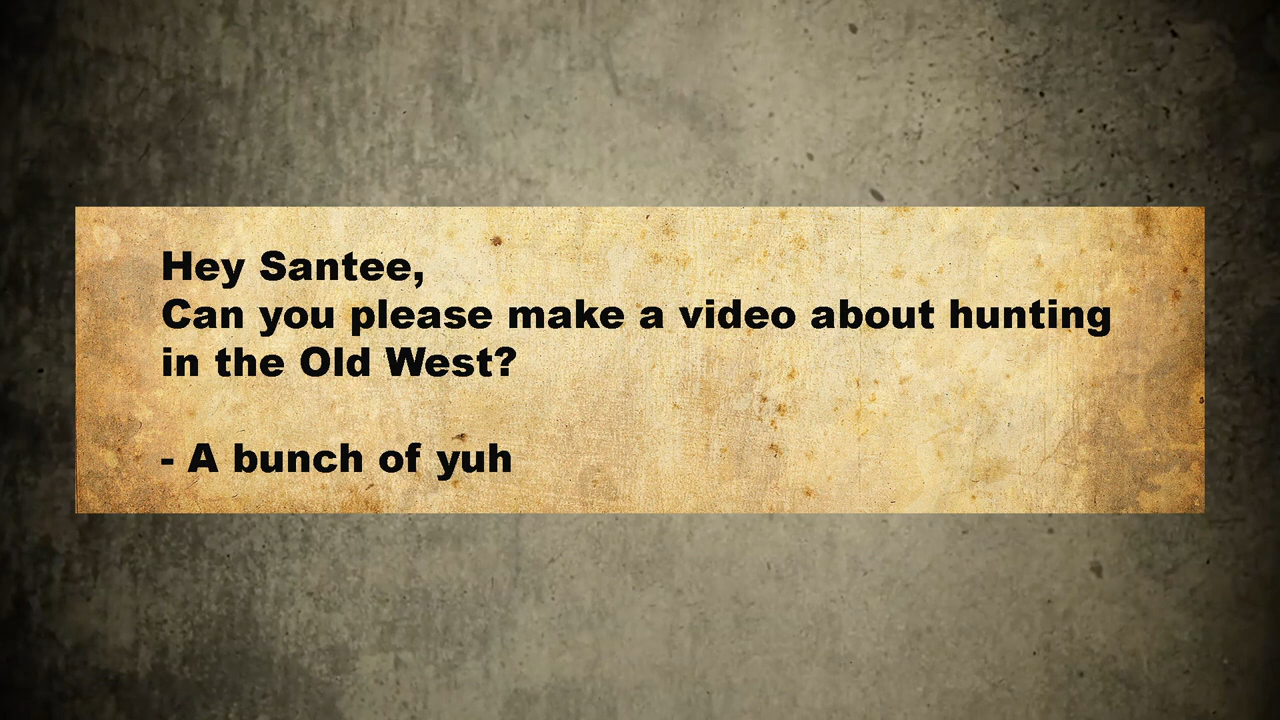 Hey Santee,
Can you please make a video about hunting
in the Old West?
- A bunch of yuh